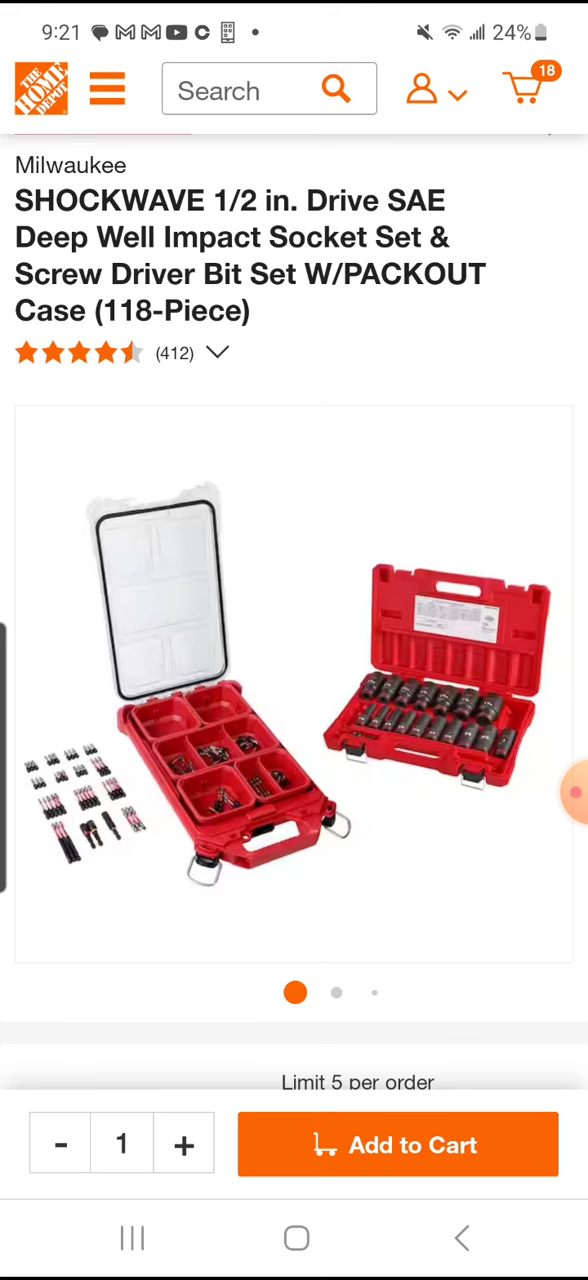 9:21
24%
THE HOME DEPOT
Search
18
Milwaukee
SHOCKWAVE 1/2 in. Drive SAE
Deep Well Impact Socket Set &
Screw Driver Bit Set W/PACKOUT
Case (118-Piece)
(412)
Limit 5 per order
- 1 +
Add to Cart